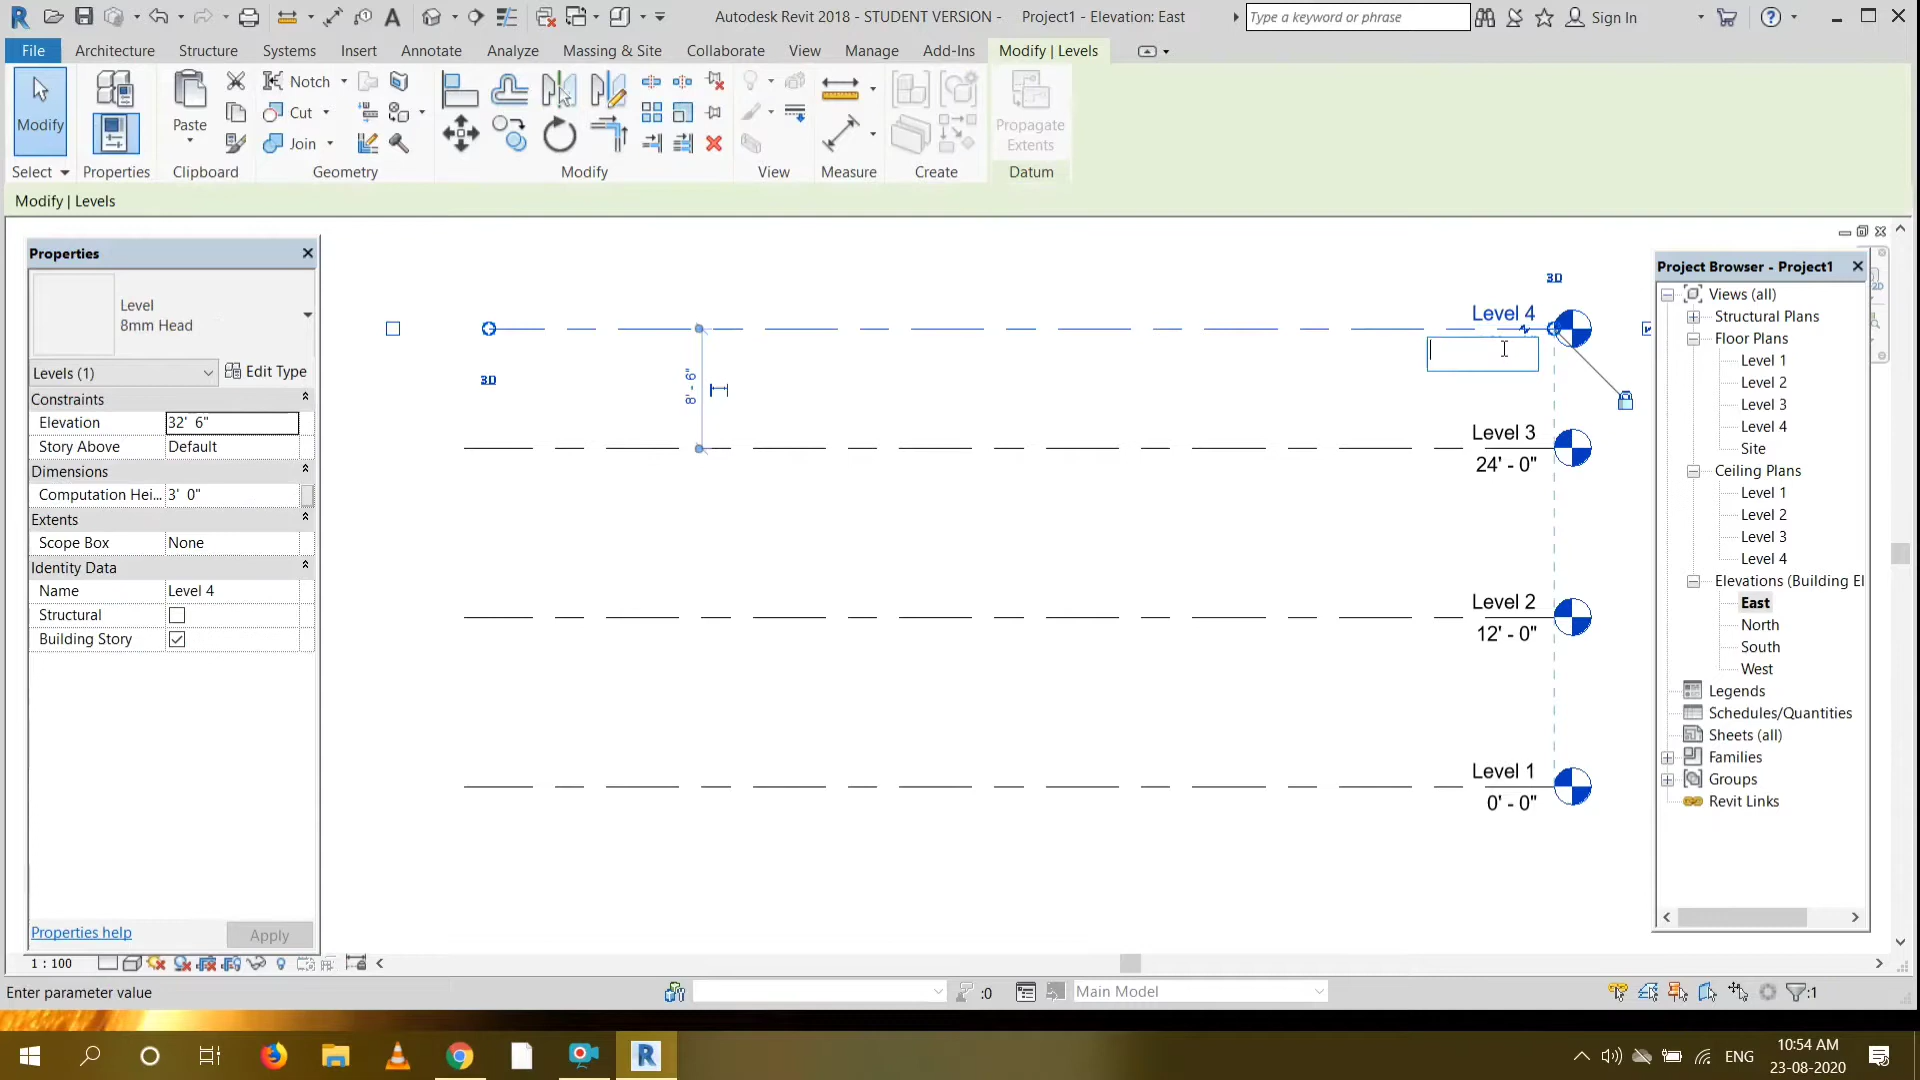 Autodesk Revit 2018 - STUDENT VERSION - Project1 - Elevation: East
Type a keyword or phrase
Sign In
File Architecture Structure Systems Insert Annotate Analyze Massing & Site Collaborate View Manage Add-Ins Modify | Levels
Modify
Paste
Notch
Cut
Join
Propagate
Extents
Select Properties Clipboard Geometry Modify View Measure Create Datum
Modify | Levels
Properties
Level
8mm Head
Levels (1) Edit Type
Constraints
Elevation 32' 6"
Story Above Default
Dimensions
Computation Hei... 3' 0"
Extents
Scope Box None
Identity Data
Name Level 4
Structural
Building Story
Properties help Apply
3D
Level 4
3D
8' - 6"
Level 3
24' - 0"
Level 2
12' - 0"
Level 1
0' - 0"
Project Browser - Project1
Views (all)
Structural Plans
Floor Plans
Level 1
Level 2
Level 3
Level 4
Site
Ceiling Plans
Level 1
Level 2
Level 3
Level 4
Elevations (Building El
East
North
South
West
Legends
Schedules/Quantities
Sheets (all)
Families
Groups
Revit Links
1 : 100
Enter parameter value
:0
Main Model
:1
ENG
10:54 AM
23-08-2020